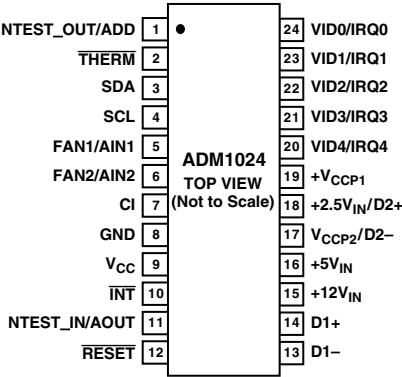 NTEST_OUT/ADD 1
THERM 2
SDA 3
SCL 4
FAN1/AIN1 5
FAN2/AIN2 6
CI 7
GND 8
VCC 9
INT 10
NTEST_IN/AOUT 11
RESET 12
ADM1024
TOP VIEW
(Not to Scale)
24 VID0/IRQ0
23 VID1/IRQ1
22 VID2/IRQ2
21 VID3/IRQ3
20 VID4/IRQ4
19 +VCCP1
18 +2.5VIN/D2+
17 VCCP2/D2–
16 +5VIN
15 +12VIN
14 D1+
13 D1–